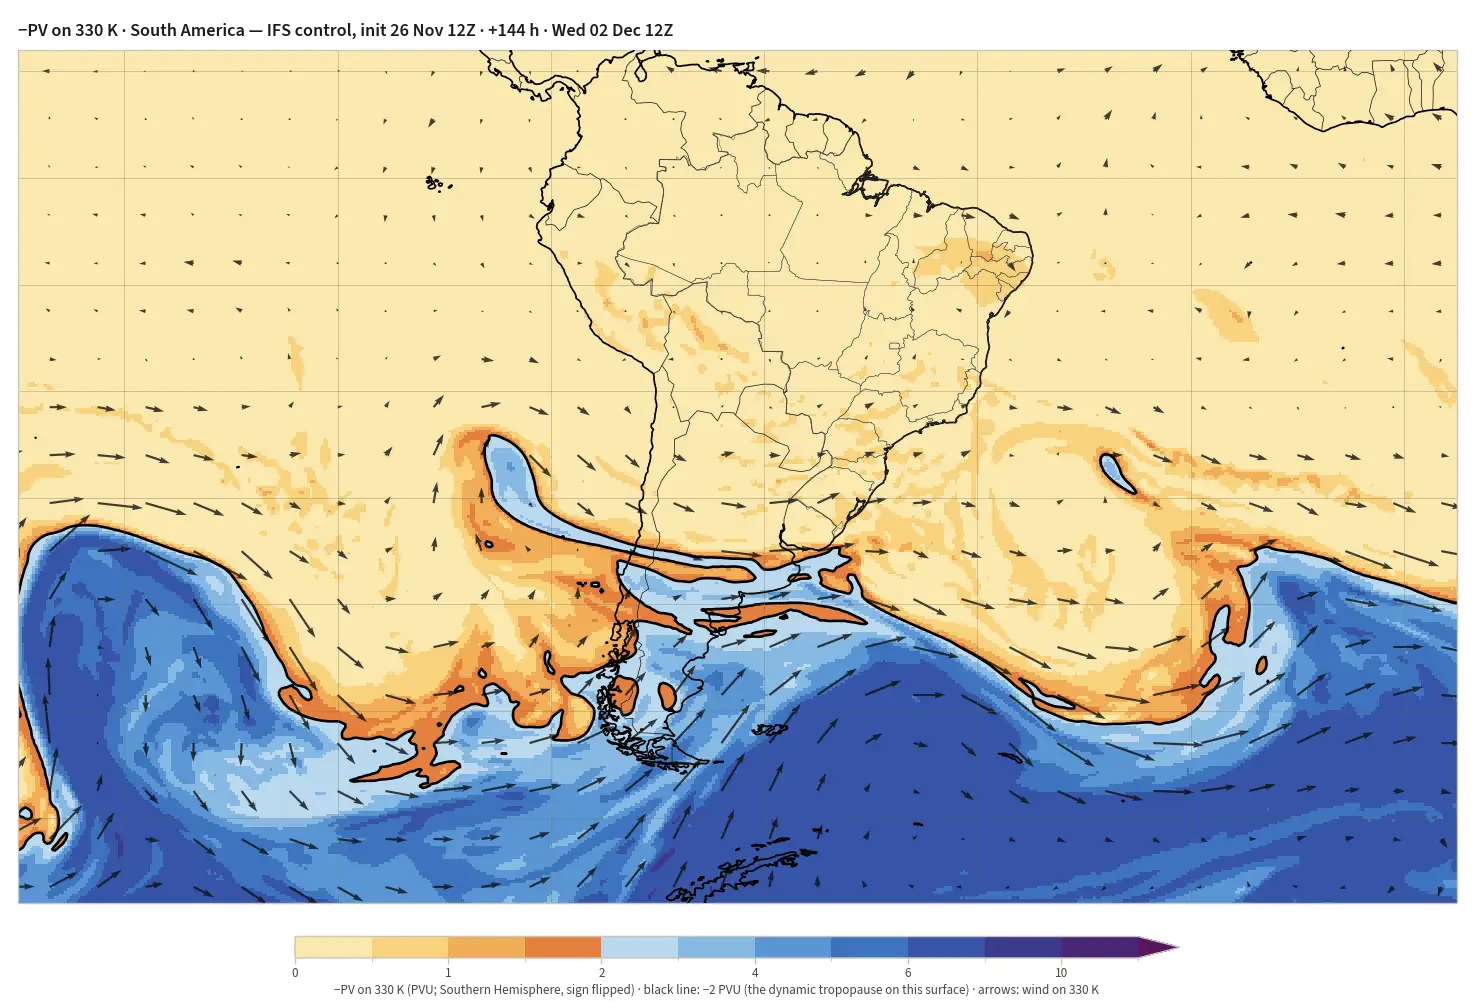 −PV on 330 K · South America — IFS control, init 26 Nov 12Z · +144 h · Wed 02 Dec 12Z
0 1 2 4 6 10
−PV on 330 K (PVU; Southern Hemisphere, sign flipped) · black line: −2 PVU (the dynamic tropopause on this surface) · arrows: wind on 330 K